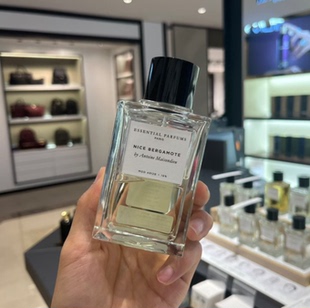 ESSENTIAL PARFUMS
PARIS
NICE BERGAMOTE
by Antoine Maisondieu